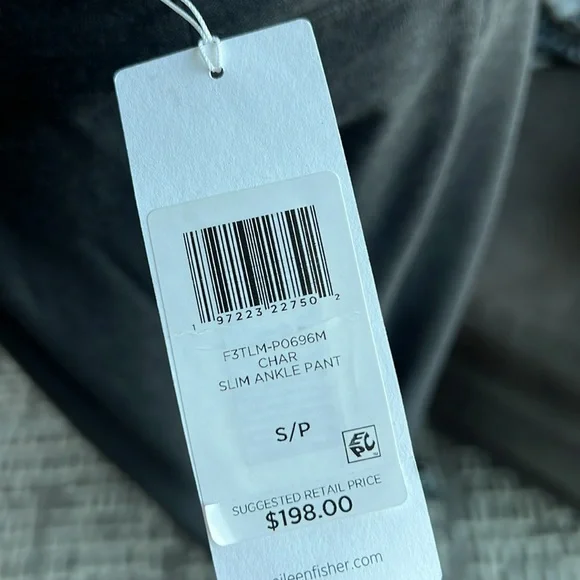 1 97223 22750 2
F3TLM-P0696M
CHAR
SLIM ANKLE PANT
S/P
EPC
SUGGESTED RETAIL PRICE
$198.00
eileenfisher.com